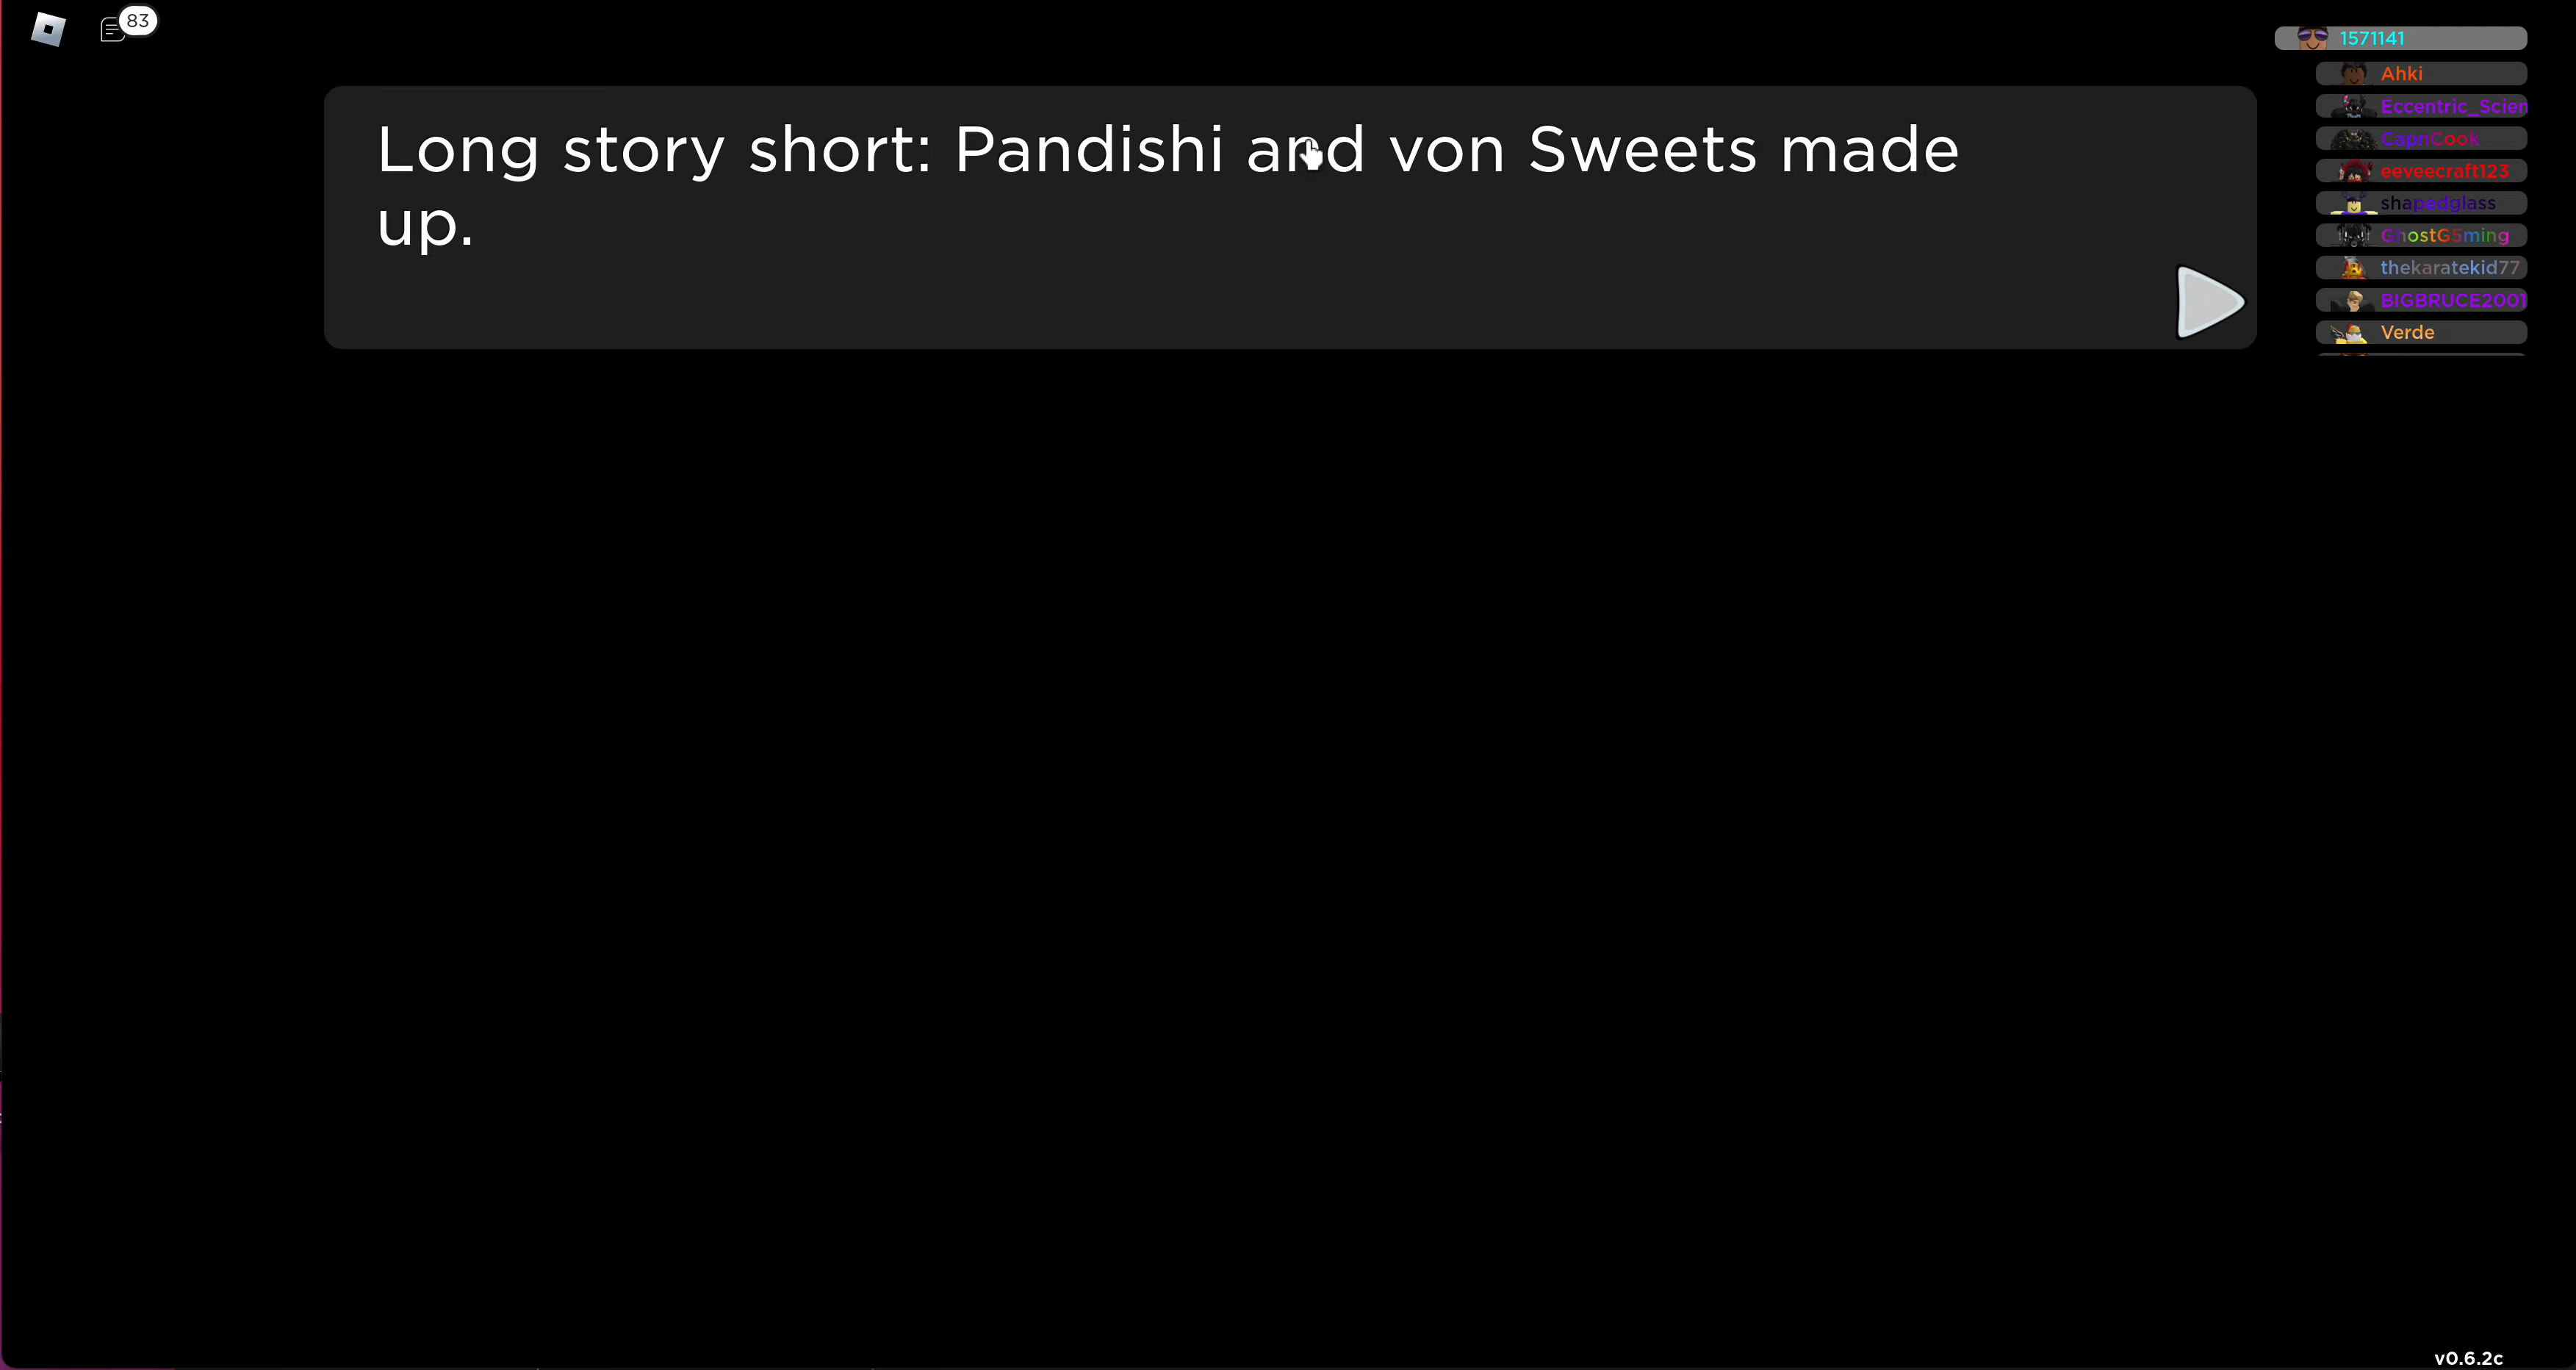 83
1571141
Ahki
Long story short: Pandishi and von Sweets made
up.
Eccentric_Scien
CapnCook
eeveecraft123
shapedglass
GhostG5ming
thekaratekid77
BIGBRUCE2001
Verde
v0.6.2c